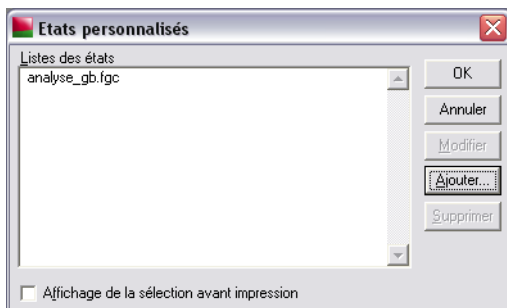 Etats personnalisés
Listes des états
analyse_gb.fgc
OK
Annuler
Modifier
Ajouter...
Supprimer
Affichage de la sélection avant impression